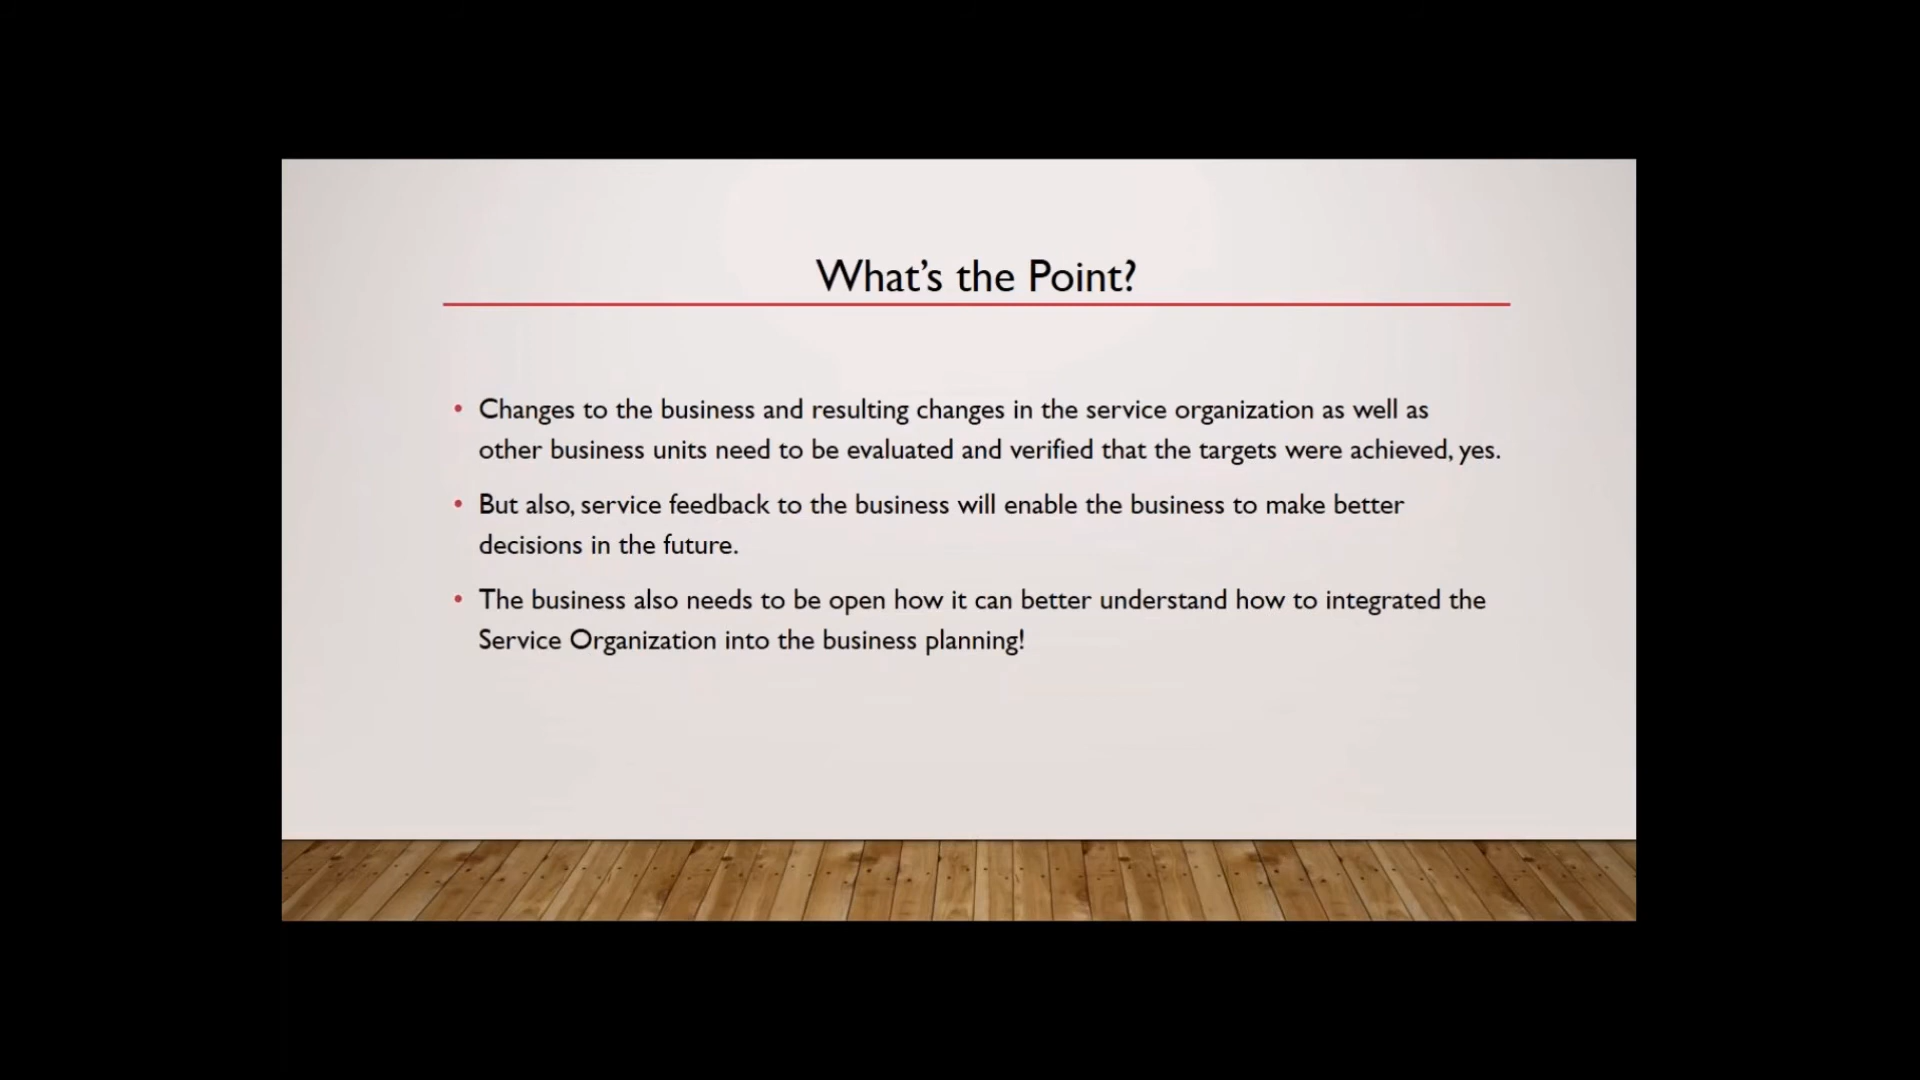 What's the Point?
• Changes to the business and resulting changes in the service organization as well as
other business units need to be evaluated and verified that the targets were achieved, yes.
• But also, service feedback to the business will enable the business to make better
decisions in the future.
• The business also needs to be open how it can better understand how to integrated the
Service Organization into the business planning!